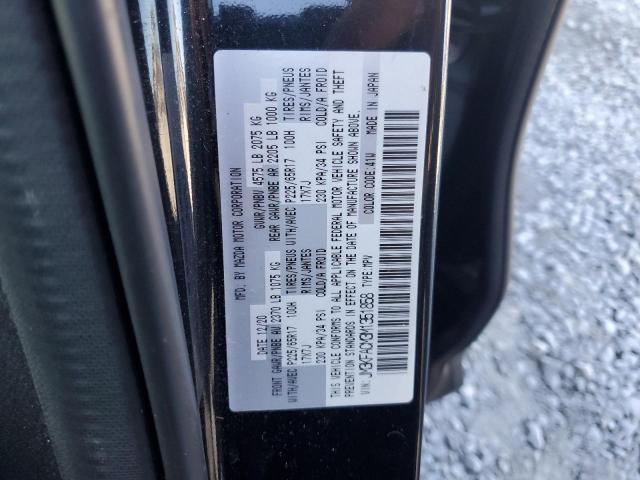 MFD. BY MAZDA MOTOR CORPORATION
DATE: 12/20 GVWR/PNBV 4575 LB 2075 KG
FRONT GAWR/PNBE AV 2370 LB 1075 KG REAR GAWR/PNBE AR 2205 LB 1000 KG
WITH/AVEC P225/65R17 100H TIRES/PNEUS WITH/AVEC P225/65R17 100H TIRES/PNEUS
17X7J RIMS/JANTES 17X7J RIMS/JANTES
230 KPA/34 PSI COLD/A FROID 230 KPA/34 PSI COLD/A FROID
THIS VEHICLE CONFORMS TO ALL APPLICABLE FEDERAL MOTOR VEHICLE SAFETY AND THEFT
PREVENTION STANDARDS IN EFFECT ON THE DATE OF MANUFACTURE SHOWN ABOVE.
COLOR CODE:41W MADE IN JAPAN
VIN: JM3KFACM3M1351858 TYPE:MPV